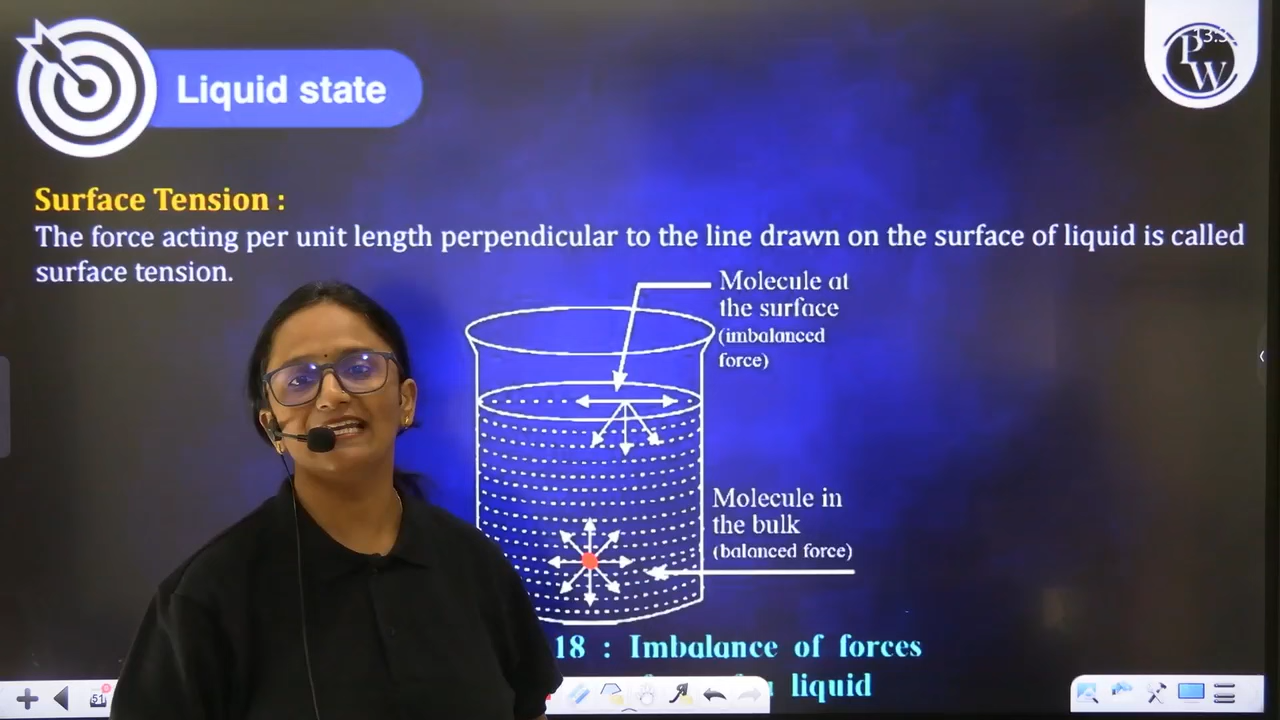 Liquid state
PW
Surface Tension :
The force acting per unit length perpendicular to the line drawn on the surface of liquid is called
surface tension.
Molecule at
the surface
(imbalanced
force)
Molecule in
the bulk
(balanced force)
18 : Imbalance of forces
liquid
51